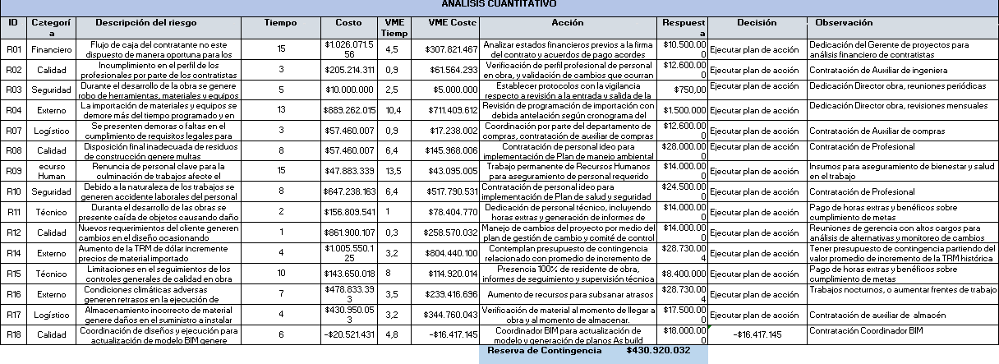 ANALISIS CUANTITATIVO
ID Categorí a Descripción del riesgo Tiempo Costo VME Tiemp VME Costo Acción Respuest a Decisión Observación
R01 Financiero Flujo de caja del contratante no este dispuesto de manera oportuna para los 15 $1.026.071.5 56 4,5 $307.821.467 Analizar estados financieros previos a la firma del contrato y acuerdos de pago acordes $10.500.00 0 Ejecutar plan de acción Dedicación del Gerente de proyectos para análisis financiero de contratistas
R02 Calidad Incumplimiento en el perfil de los profesionales por parte de los contratistas 3 $205.214.311 0,9 $61.564.293 Verificación de perfil profesional de personal en obra, y validación de cambios que ocurran $12.600.00 0 Ejecutar plan de acción Contratación de Auxiliar de ingeniera
R03 Seguridad Durante el desarrollo de la obra se genere robo de herramientas, materiales y equipos 5 $10.000.000 2,5 $5.000.000 Establecer protocolos con la vigilancia respecto a revisión a la entrada y salida de la $750,00 Ejecutar plan de acción Dedicación Director obra, reuniones periódicas
R04 Externo La importación de materiales y equipos se demore más del tiempo programado y en 13 $889.262.015 10,4 $711.409.612 Revisión de programación de importación con debida antelación según cronograma del $1.500.000 Ejecutar plan de acción Dedicación Director obra, revisiones mensuales
R07 Logístico Se presenten demoras o faltas en el cumplimiento de requisitos legales para 3 $57.460.007 0,9 $17.238.002 Coordinación por parte del departamento de compras, contratación de auxiliar de compras $12.600.00 0 Ejecutar plan de acción Contratación de Auxiliar de compras
R08 Calidad Disposición final inadecuada de residuos de construcción genere multas 8 $57.460.007 6,4 $145.968.006 Contratación de personal ideo para implementación de Plan de manejo ambiental $28.000.00 0 Ejecutar plan de acción Contratación de Profesional
R09 ecurso Human Renuncia de personal clave para la culminación de trabajos afecte el 15 $47.883.339 13,5 $43.095.005 Trabajo permanente de Recursos Humanos para aseguramiento de personal requerido $14.000.00 0 Ejecutar plan de acción Insumos para aseguramiento de bienestar y salud en el trabajo
R10 Seguridad Debido a la naturaleza de los trabajos se generen accidente laborales del personal 8 $647.238.163 6,4 $517.790.531 Contratación de personal ideo para implementación de Plan de salud y seguridad $24.500.00 0 Ejecutar plan de acción Contratación de Profesional
R11 Técnico Durante el desarrollo de las obras se presente caída de objetos causando daño 2 $156.809.541 1 $78.404.770 Dedicación de personal técnico, incluyendo horas extras y generación de informes de $14.000.00 0 Ejecutar plan de acción Pago de horas extras y benéficos sobre cumplimiento de metas
R12 Calidad Nuevos requerimientos del cliente generen cambios en el diseño ocasionando 1 $861.900.107 0,3 $258.570.032 Manejo de cambios del proyecto por medio del plan de gestión de cambio y comité de control $14.000.00 0 Ejecutar plan de acción Reuniones de gerencia con altos cargos para análisis de alternativas y monitoreo de cambios
R14 Externo Aumento de la TRM de dólar incremente precios de material importado 4 $1.005.550.1 25 3,2 $804.440.100 Contemplan presupuesto de contingencia relacionado con promedio de incremento de $28.730.00 4 Ejecutar plan de acción Tener presupuesto de contingencia partiendo del valor promedio de incremento de la TRM histórica
R15 Técnico Limitaciones en el seguimientos de los controles generales de calidad en obra 10 $143.650.018 8 $114.920.014 Presencia 100% de residente de obra, informes de seguimiento y supervisión técnica $8.400.000 Ejecutar plan de acción Pago de horas extras y benéficos sobre cumplimiento de metas
R16 Externo Condiciones climáticas adversas generen retrasos en la ejecución de 7 $478.833.39 3 3,5 $239.416.696 Aumento de recursos para subsanar atrasos $28.730.00 4 Ejecutar plan de acción Trabajos nocturnos, o aumentar frentes de trabajo
R17 Logístico Almacenamiento incorrecto de material genere daños en el suministro a instalar 4 $430.950.05 3 3,2 $344.760.043 Verificación de material al momento de llegar a obra y al momento de almacenar. $17.500.00 0 Ejecutar plan de acción Contratación de auxiliar de almacén
R18 Calidad Coordinación de diseños y ejecución para actualización de modelo BIM genere 6 -$20.521.431 4,8 -$16.417.145 Coordinador BIM para actualización de modelo y generación de planos As build $18.000.00 0 -$16.417.145 Contratación Coordinador BIM
Reserva de Contingencia $430.920.032